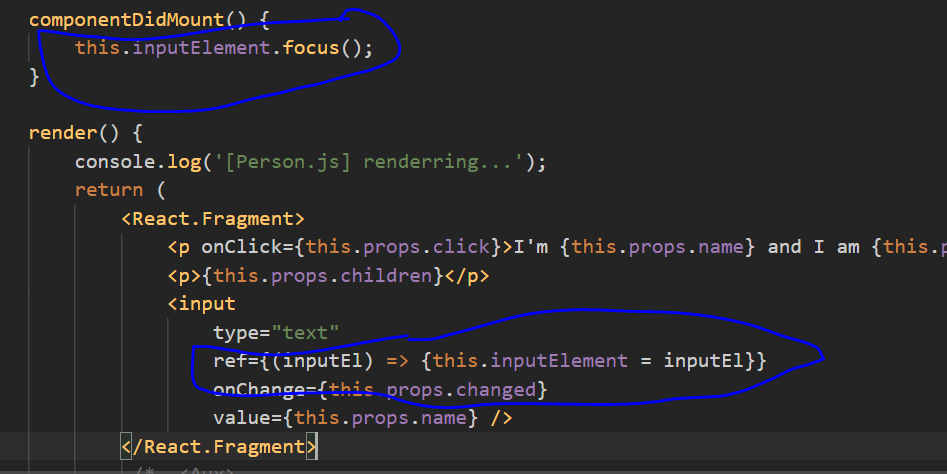 componentDidMount() {
this.inputElement.focus();
}
render() {
console.log('[Person.js] renderring...');
return (
<React.Fragment>
<p onClick={this.props.click}>I'm {this.props.name} and I am {this.p
<p>{this.props.children}</p>
<input
type="text"
ref={(inputEl) => {this.inputElement = inputEl}}
onChange={this.props.changed}
value={this.props.name} />
</React.Fragment>
/* <Aux>